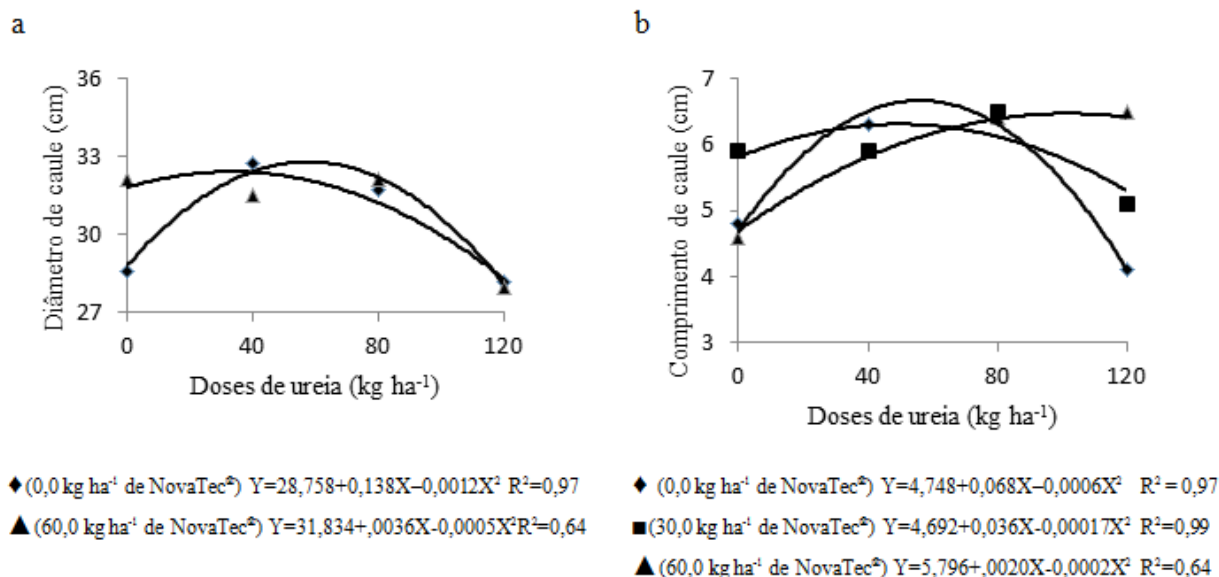 a
36
33
30
27
Diâmetro de caule (cm)
0 40 80 120
Doses de ureia (kg ha⁻¹)
♦(0,0 kg ha⁻¹ de NovaTec®) Y=28,758+0,138X–0,0012X² R²=0,97
▲(60,0 kg ha⁻¹ de NovaTec®) Y=31,834+,0036X-0,0005X²R²=0,64
b
7
6
5
4
3
Comprimento de caule (cm)
0 40 80 120
Doses de ureia (kg ha⁻¹)
♦ (0,0 kg ha⁻¹ de NovaTec®) Y=4,748+0,068X–0,0006X² R² = 0,97
■(30,0 kg ha⁻¹ de NovaTec®) Y=4,692+0,036X-0,00017X² R²=0,99
▲(60,0 kg ha⁻¹ de NovaTec®) Y=5,796+,0020X-0,0002X² R²=0,64